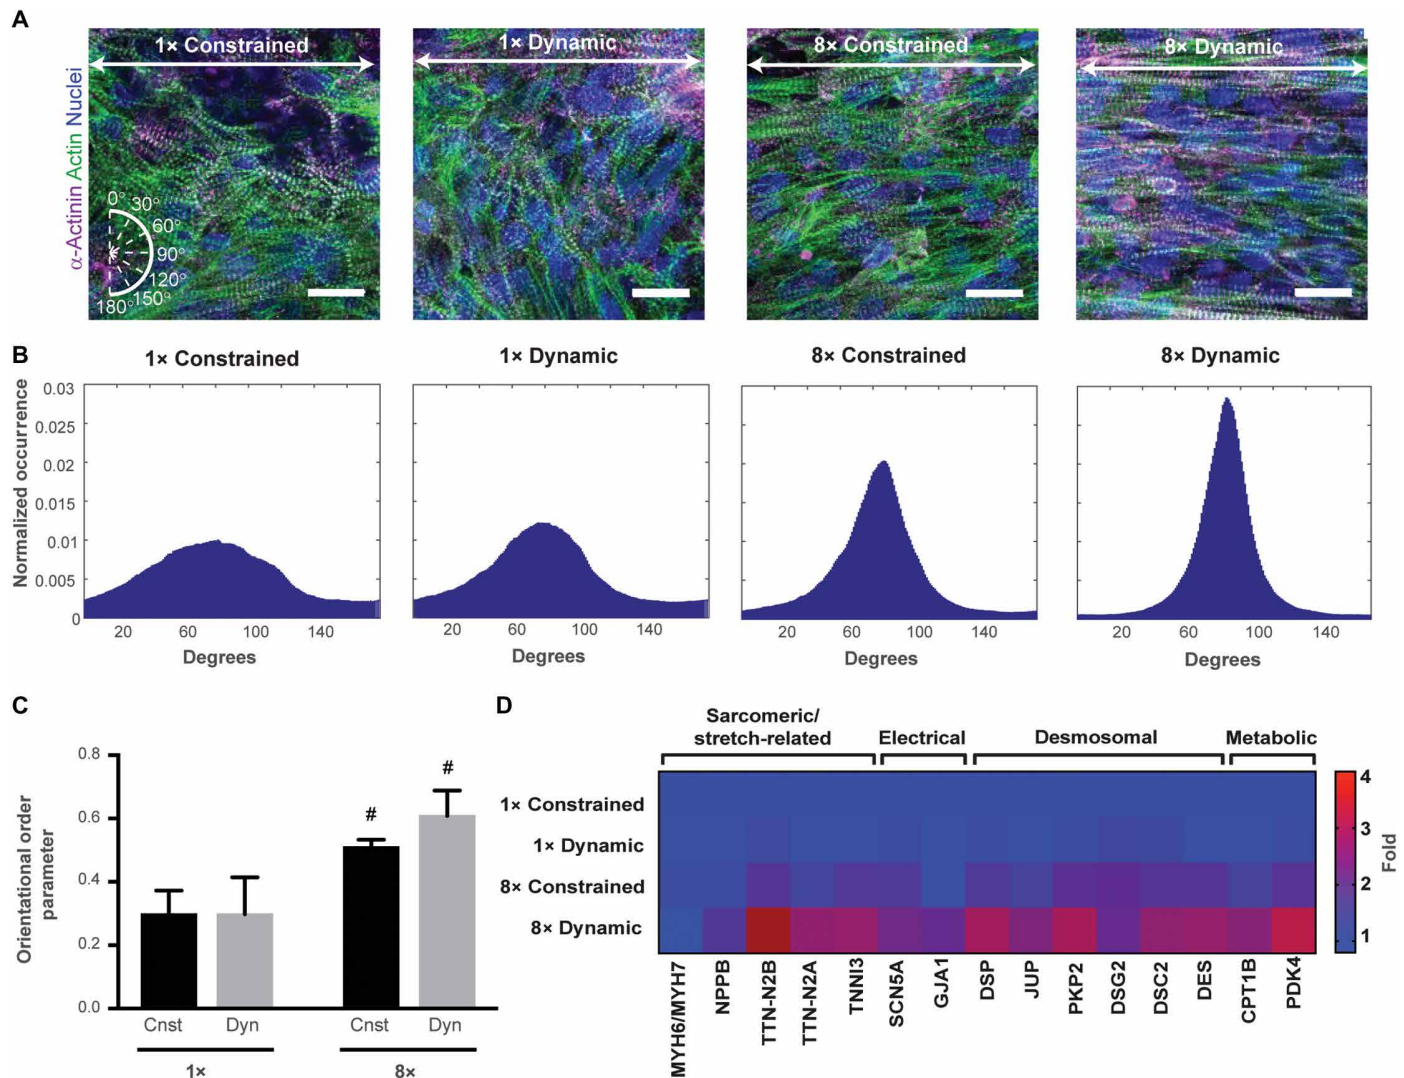 A
1× Constrained
1× Dynamic
8× Constrained
8× Dynamic
α-Actinin Actin Nuclei
0°
30°
60°
90°
120°
150°
180°
B
1× Constrained
1× Dynamic
8× Constrained
8× Dynamic
Normalized occurrence
0.03
0.025
0.02
0.015
0.01
0.005
0
20 60 100 140
20 60 100 140
20 60 100 140
20 60 100 140
Degrees
Degrees
Degrees
Degrees
C
Orientational order
parameter
0.8
0.6
0.4
0.2
0.0
#
#
Cnst Dyn Cnst Dyn
1× 8×
D
Sarcomeric/
stretch-related
Electrical
Desmosomal
Metabolic
1× Constrained
1× Dynamic
8× Constrained
8× Dynamic
4
3
2
1
Fold
MYH6/MYH7
NPPB
TTN-N2B
TTN-N2A
TNNI3
SCN5A
GJA1
DSP
JUP
PKP2
DSG2
DSC2
DES
CPT1B
PDK4